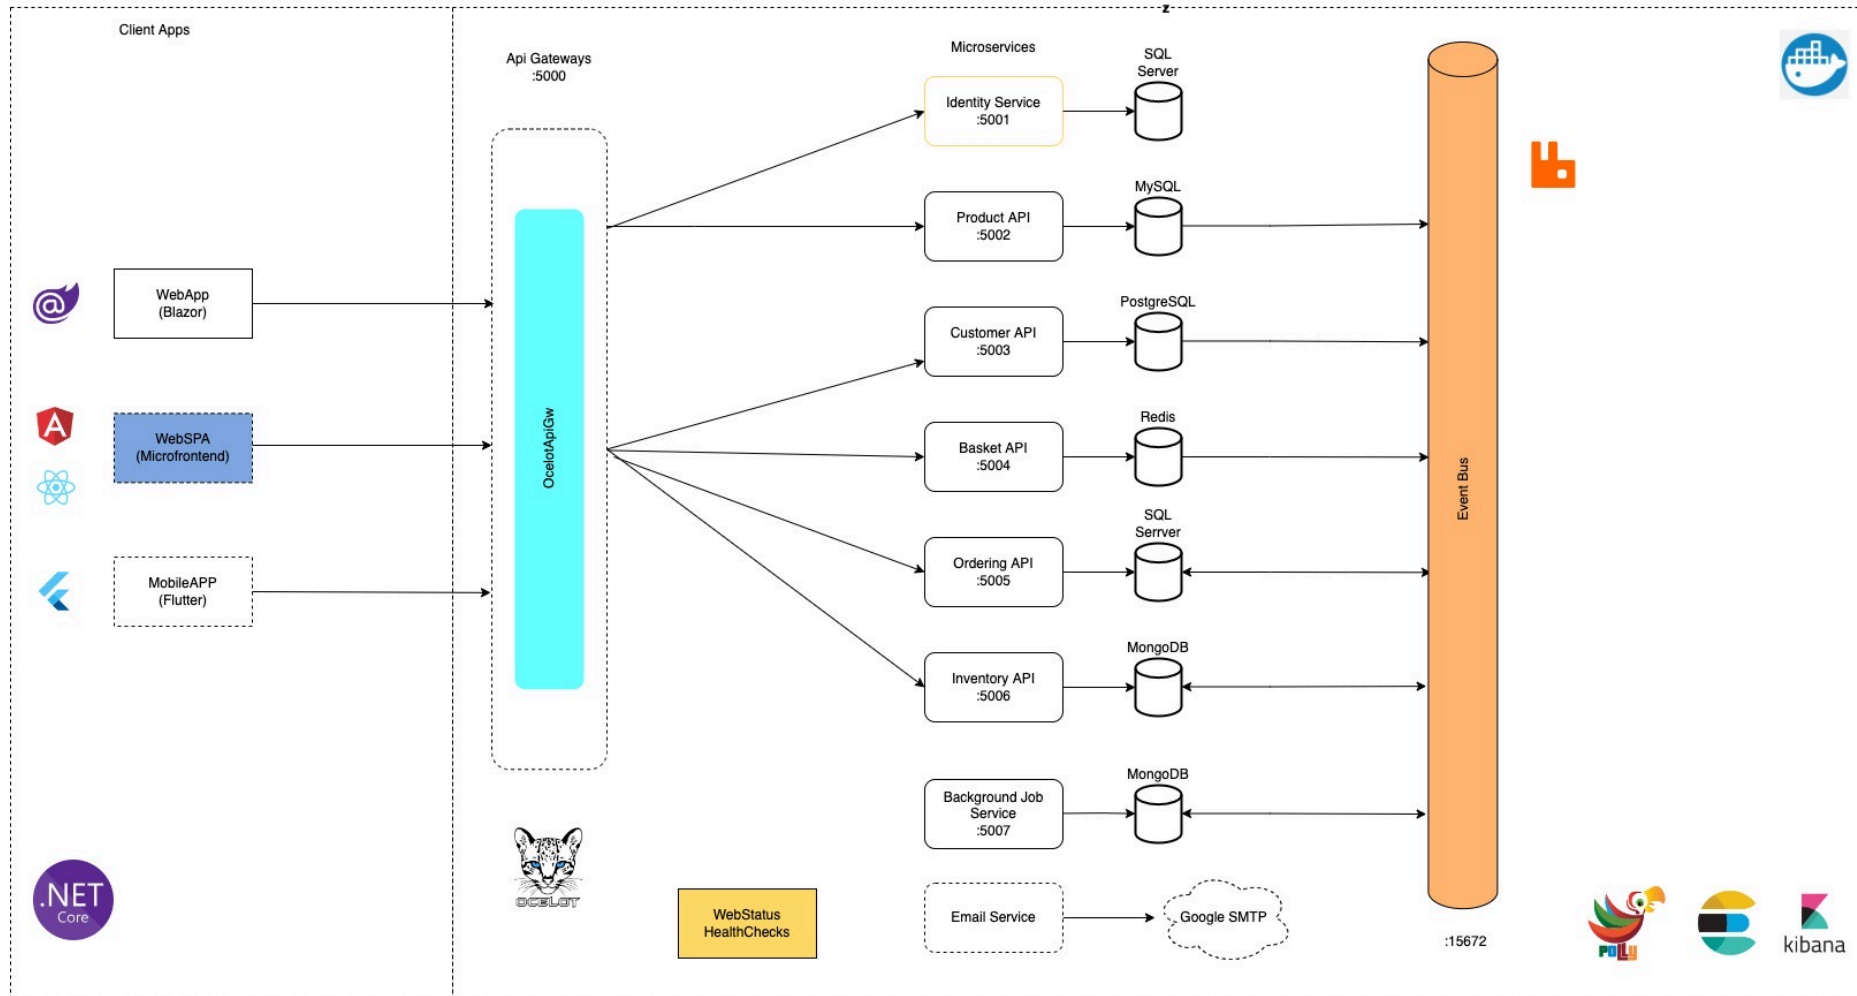 z
Client Apps
Api Gateways
:5000
Microservices
SQL
Server
Identity Service
:5001
MySQL
Product API
:5002
WebApp
(Blazor)
PostgreSQL
Customer API
:5003
WebSPA
(Microfrontend)
OcelotApiGw
Redis
Basket API
:5004
Event Bus
SQL
Serrver
Ordering API
:5005
MobileAPP
(Flutter)
MongoDB
Inventory API
:5006
MongoDB
Background Job
Service
:5007
.NET
Core
OCELOT
WebStatus
HealthChecks
Email Service
Google SMTP
:15672
POLLY
kibana
@
A